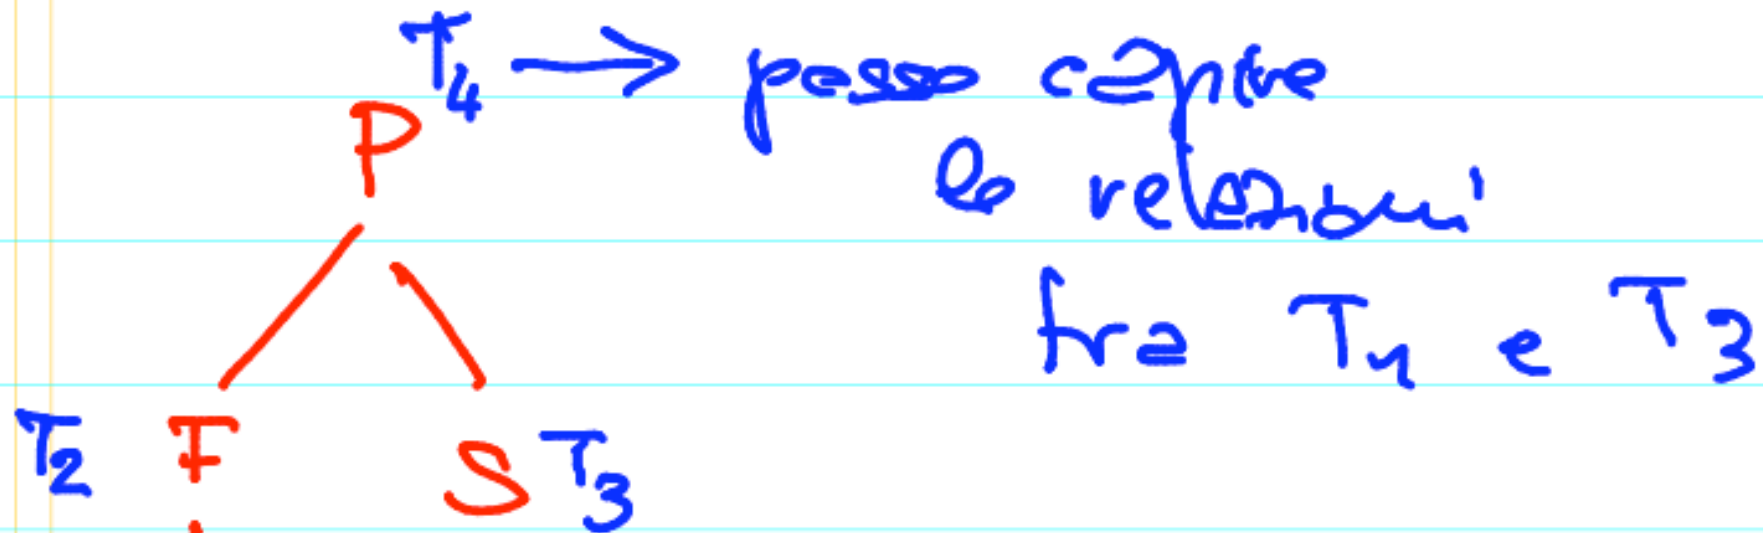 T₄ → posso capire
P
le relazioni
fra T₁ e T₃
T₂ F S T₃